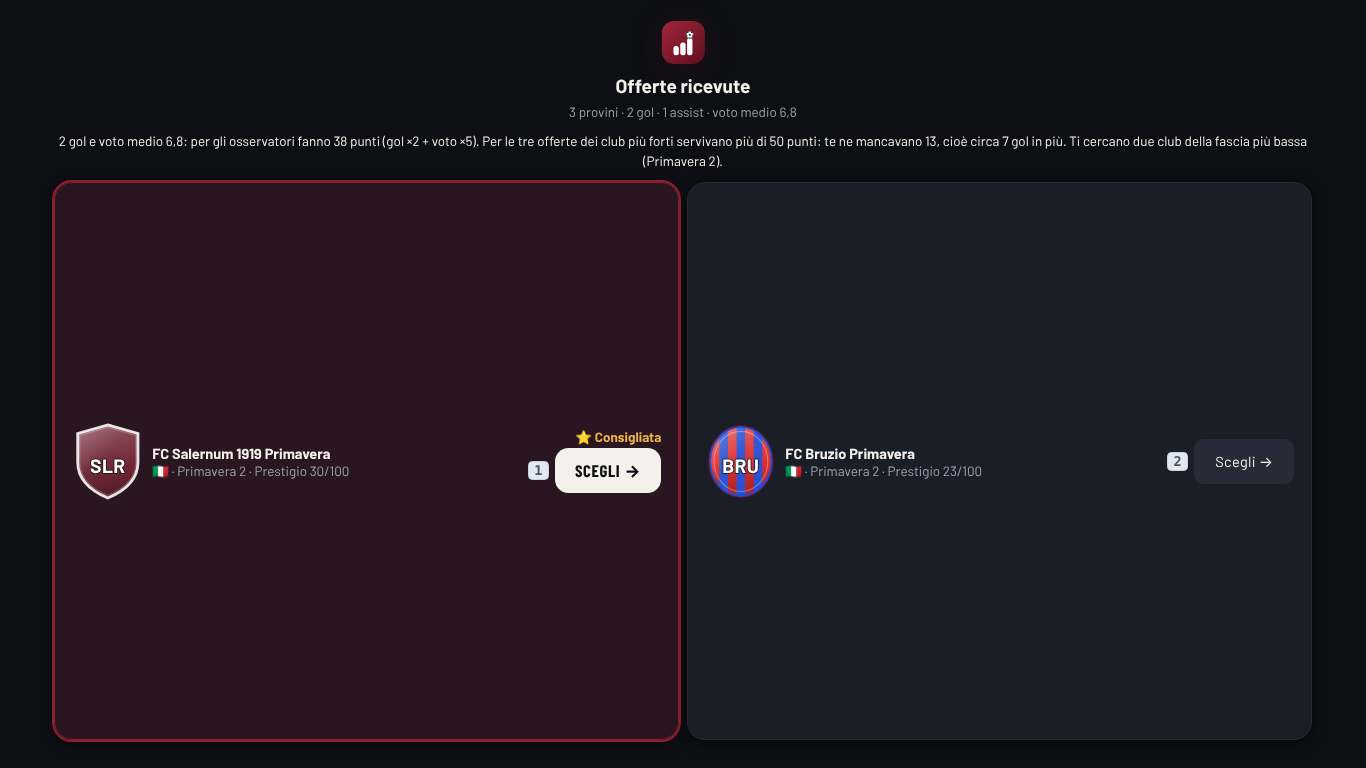 Offerte ricevute
3 provini · 2 gol · 1 assist · voto medio 6,8
2 gol e voto medio 6,8: per gli osservatori fanno 38 punti (gol ×2 + voto ×5). Per le tre offerte dei club più forti servivano più di 50 punti: te ne mancavano 13, cioè circa 7 gol in più. Ti cercano due club della fascia più bassa
(Primavera 2).
SLR
FC Salernum 1919 Primavera
🇮🇹 · Primavera 2 · Prestigio 30/100
⭐ Consigliata
1
SCEGLI →
BRU
FC Bruzio Primavera
🇮🇹 · Primavera 2 · Prestigio 23/100
2
Scegli →